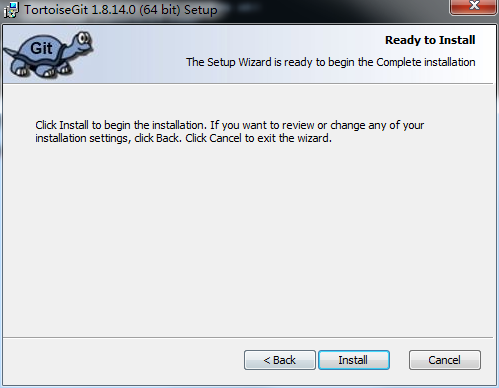 TortoiseGit 1.8.14.0 (64 bit) Setup
Git
Ready to Install
The Setup Wizard is ready to begin the Complete installation
Click Install to begin the installation. If you want to review or change any of your
installation settings, click Back. Click Cancel to exit the wizard.
< Back
Install
Cancel